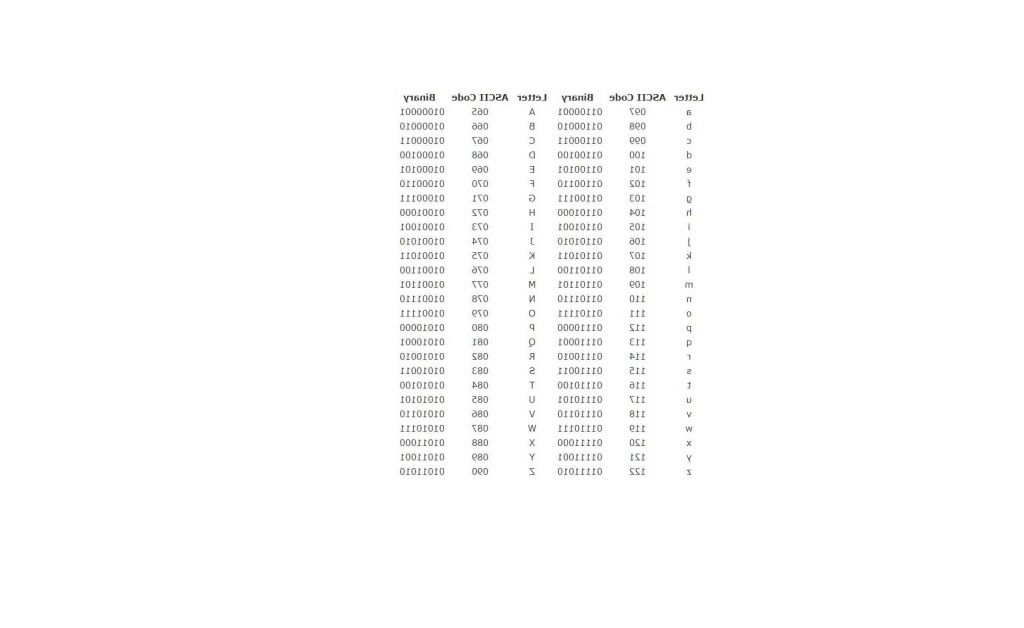 Letter ASCII Code Binary Letter ASCII Code Binary
a 097 01100001 A 065 01000001
b 098 01100010 B 066 01000010
c 099 01100011 C 067 01000011
d 100 01100100 D 068 01000100
e 101 01100101 E 069 01000101
f 102 01100110 F 070 01000110
g 103 01100111 G 071 01000111
h 104 01101000 H 072 01001000
i 105 01101001 I 073 01001001
j 106 01101010 J 074 01001010
k 107 01101011 K 075 01001011
l 108 01101100 L 076 01001100
m 109 01101101 M 077 01001101
n 110 01101110 N 078 01001110
o 111 01101111 O 079 01001111
p 112 01110000 P 080 01010000
q 113 01110001 Q 081 01010001
r 114 01110010 R 082 01010010
s 115 01110011 S 083 01010011
t 116 01110100 T 084 01010100
u 117 01110101 U 085 01010101
v 118 01110110 V 086 01010110
w 119 01110111 W 087 01010111
x 120 01111000 X 088 01011000
y 121 01111001 Y 089 01011001
z 122 01111010 Z 090 01011010